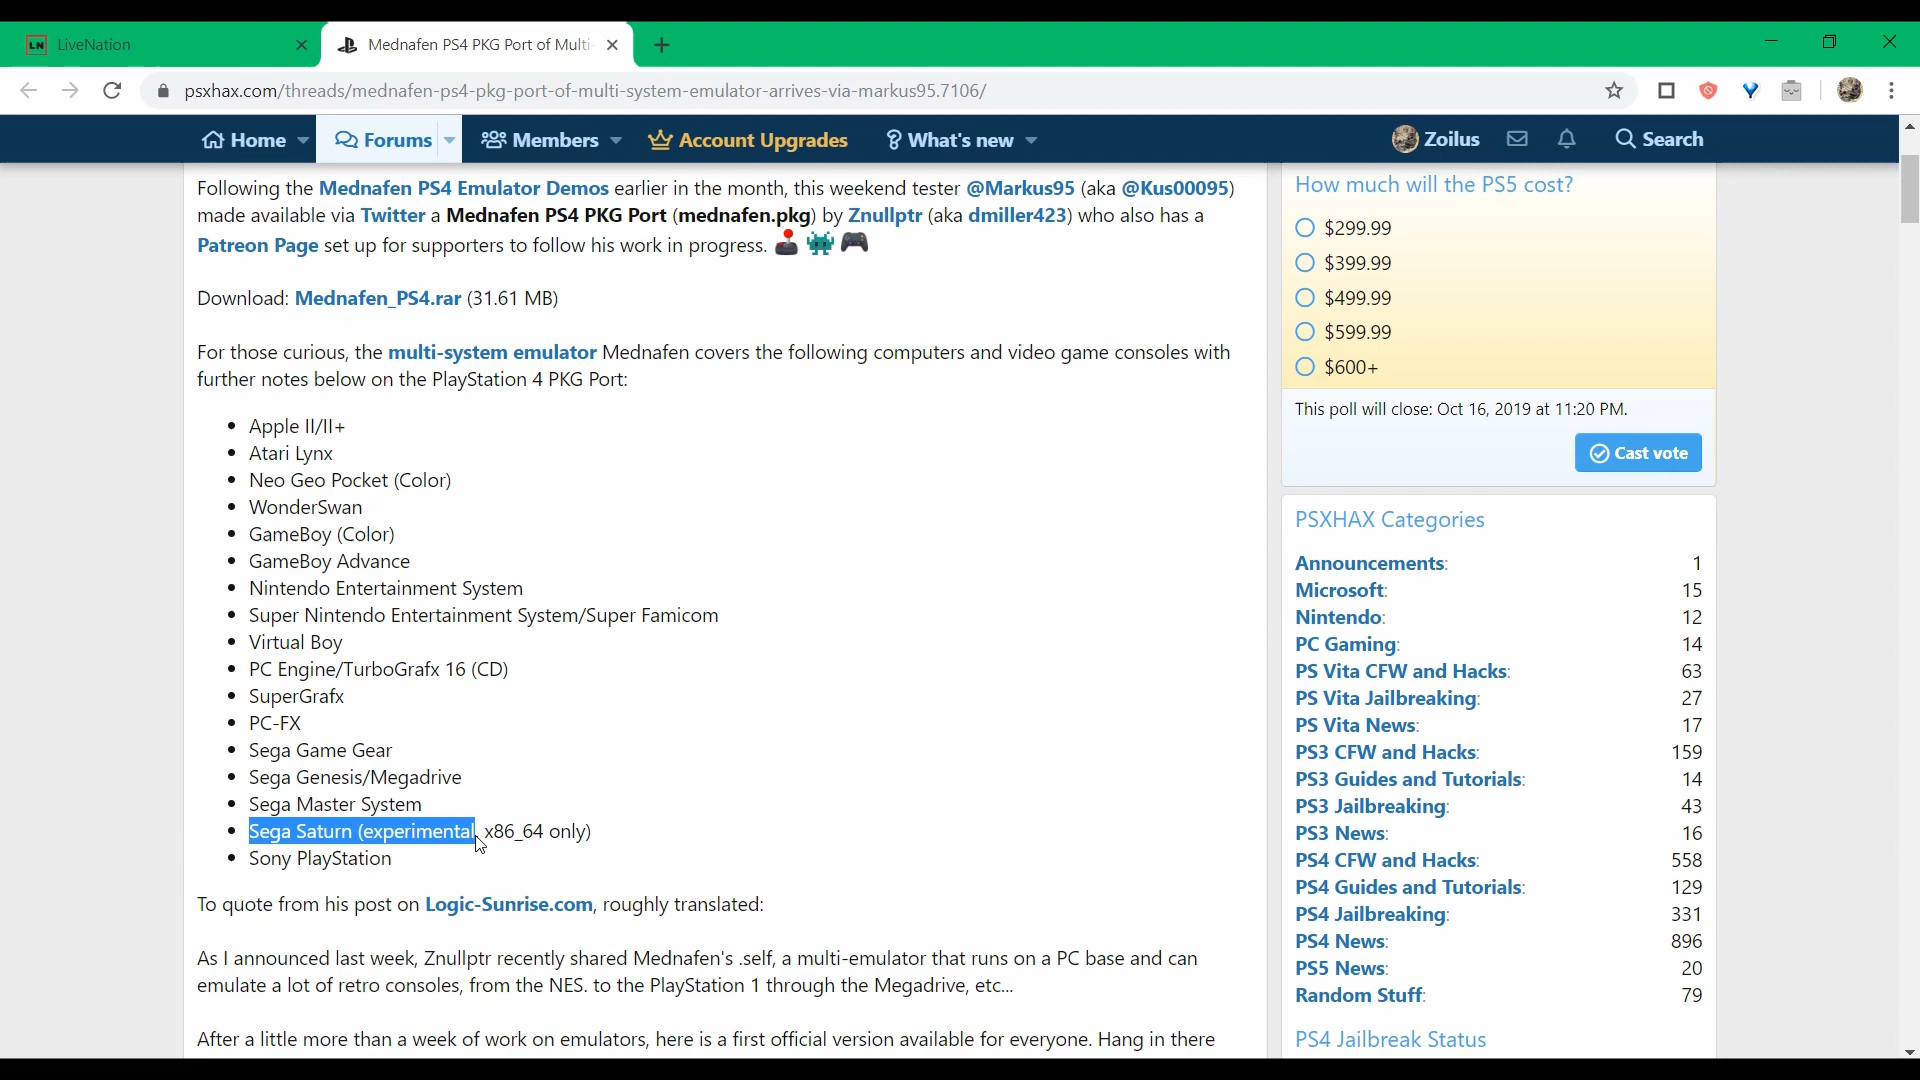 LN LiveNation
Mednafen PS4 PKG Port of Multi-
psxhax.com/threads/mednafen-ps4-pkg-port-of-multi-system-emulator-arrives-via-markus95.7106/
Home Forums Members Account Upgrades What's new Zoilus Search
Following the Mednafen PS4 Emulator Demos earlier in the month, this weekend tester @Markus95 (aka @Kus00095)
made available via Twitter a Mednafen PS4 PKG Port (mednafen.pkg) by Znullptr (aka dmiller423) who also has a
Patreon Page set up for supporters to follow his work in progress.
Download: Mednafen_PS4.rar (31.61 MB)
For those curious, the multi-system emulator Mednafen covers the following computers and video game consoles with
further notes below on the PlayStation 4 PKG Port:
• Apple II/II+
• Atari Lynx
• Neo Geo Pocket (Color)
• WonderSwan
• GameBoy (Color)
• GameBoy Advance
• Nintendo Entertainment System
• Super Nintendo Entertainment System/Super Famicom
• Virtual Boy
• PC Engine/TurboGrafx 16 (CD)
• SuperGrafx
• PC-FX
• Sega Game Gear
• Sega Genesis/Megadrive
• Sega Master System
• Sega Saturn (experimental, x86_64 only)
• Sony PlayStation
To quote from his post on Logic-Sunrise.com, roughly translated:
As I announced last week, Znullptr recently shared Mednafen's .self, a multi-emulator that runs on a PC base and can
emulate a lot of retro consoles, from the NES. to the PlayStation 1 through the Megadrive, etc...
After a little more than a week of work on emulators, here is a first official version available for everyone. Hang in there
How much will the PS5 cost?
$299.99
$399.99
$499.99
$599.99
$600+
This poll will close: Oct 16, 2019 at 11:20 PM.
Cast vote
PSXHAX Categories
Announcements: 1
Microsoft: 15
Nintendo: 12
PC Gaming: 14
PS Vita CFW and Hacks: 63
PS Vita Jailbreaking: 27
PS Vita News: 17
PS3 CFW and Hacks: 159
PS3 Guides and Tutorials: 14
PS3 Jailbreaking: 43
PS3 News: 16
PS4 CFW and Hacks: 558
PS4 Guides and Tutorials: 129
PS4 Jailbreaking: 331
PS4 News: 896
PS5 News: 20
Random Stuff: 79
PS4 Jailbreak Status